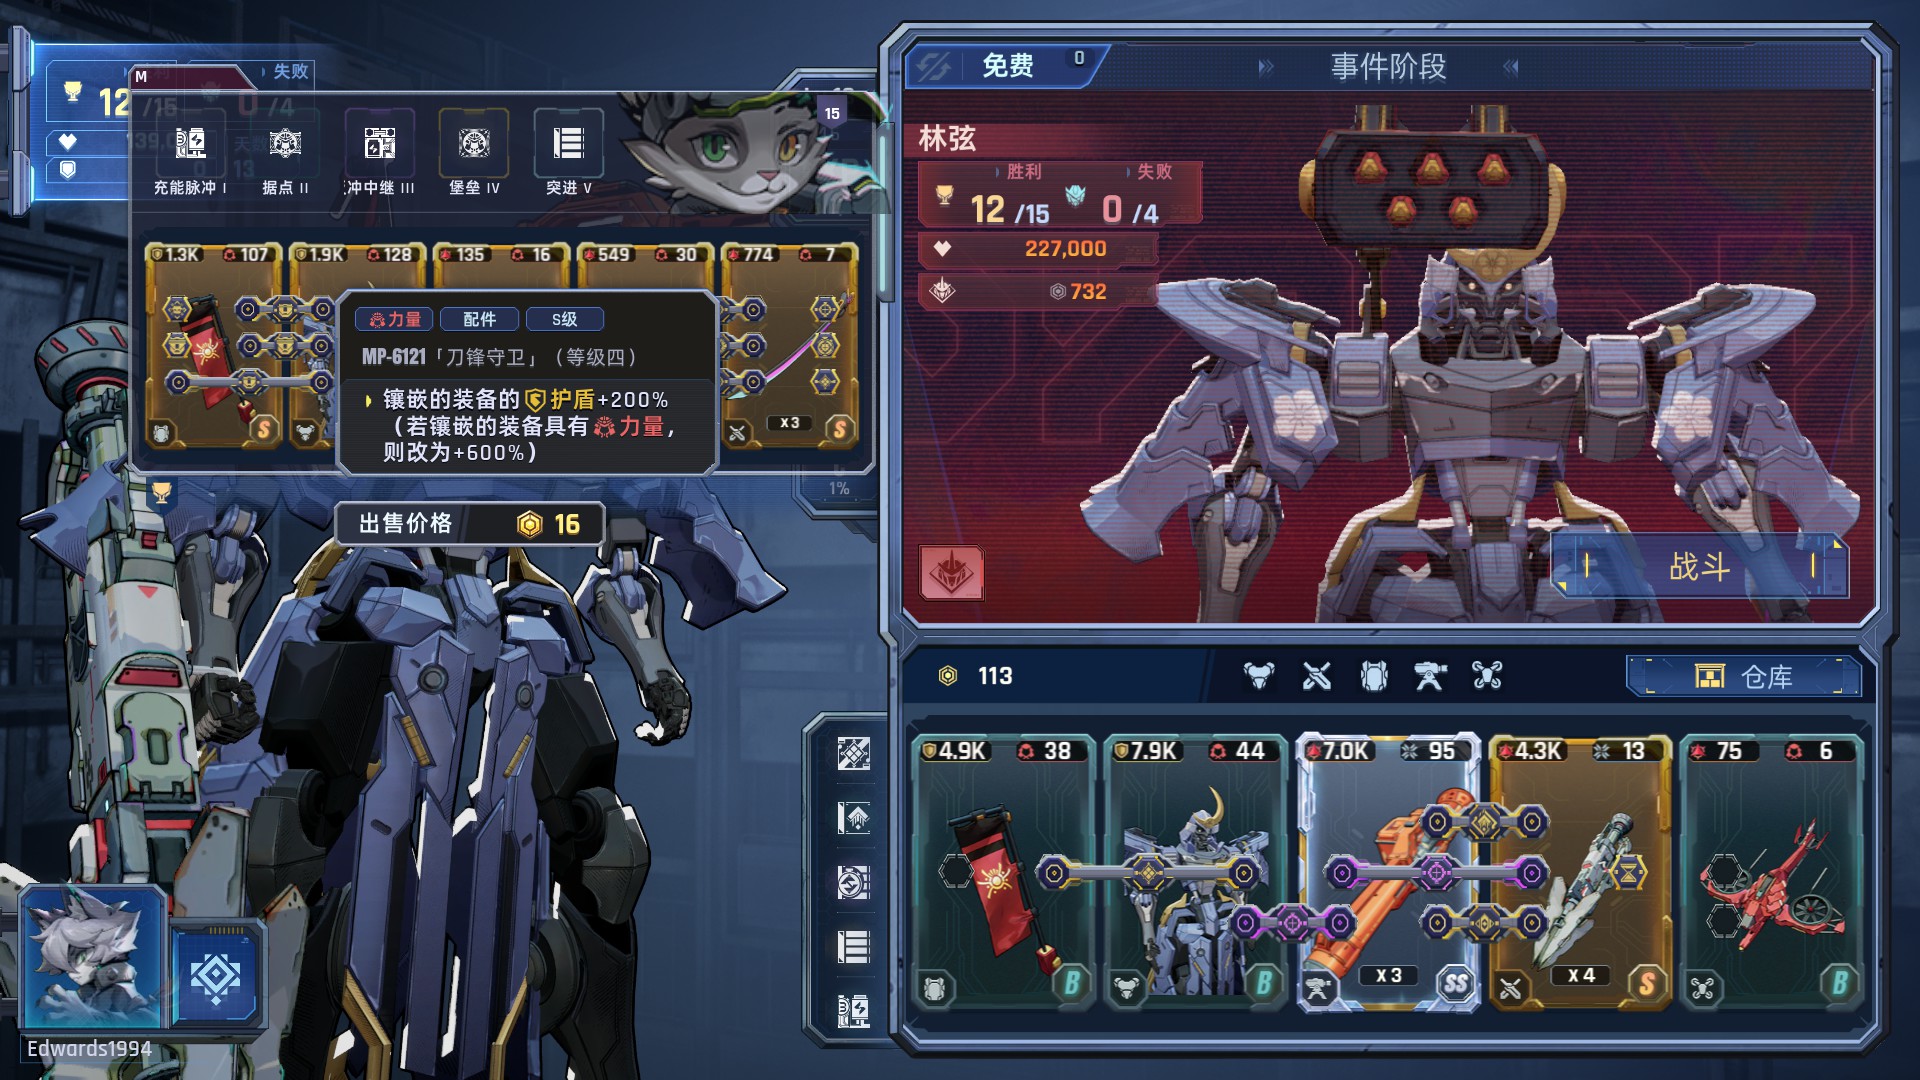 M
失败
12 /15
0 /4
15
充能脉冲 I
据点 II
冲中继 III
堡垒 IV
突进 V
1.3K 107
1.9K 128
135 16
549 30
774 7
力量 配件 S级
MP-6121「刀锋守卫」（等级四）
镶嵌的装备的护盾+200%
（若镶嵌的装备具有力量，
则改为+600%）
S
x3
S
1%
出售价格 16
Edwards1994
免费 0
事件阶段
林弦
胜利 失败
12 /15 0 /4
227,000
732
战斗
113
仓库
4.9K 38
7.9K 44
7.0K 95
4.3K 13
75 6
B
B
x3 SS
x4 S
B